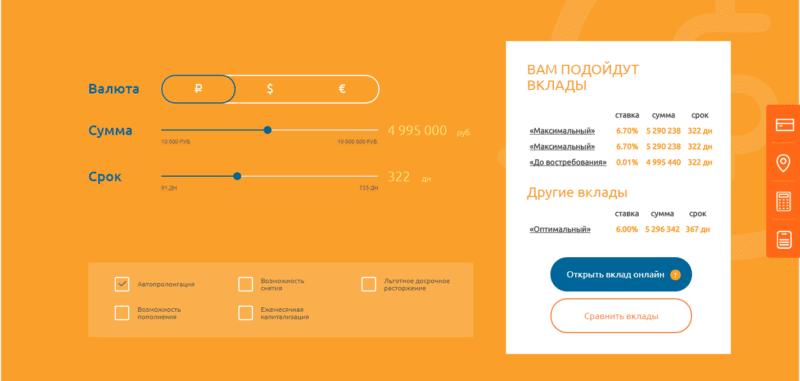 Валюта
₽ $ €
Сумма
4 995 000 руб.
10 000 РУБ.
10 000 000 РУБ.
Срок
322 дн
91 ДН
733 ДН
Автопролонгация
Возможность
снятия
Льготное досрочное
расторжение
Возможность
пополнения
Ежемесячная
капитализация
ВАМ ПОДОЙДУТ
ВКЛАДЫ
ставка сумма срок
«Максимальный» 6.70% 5 290 238 322 дн
«Максимальный» 6.70% 5 290 238 322 дн
«До востребования» 0.01% 4 995 440 322 дн
Другие вклады
ставка сумма срок
«Оптимальный» 6.00% 5 296 342 367 дн
Открыть вклад онлайн ?
Сравнить вклады